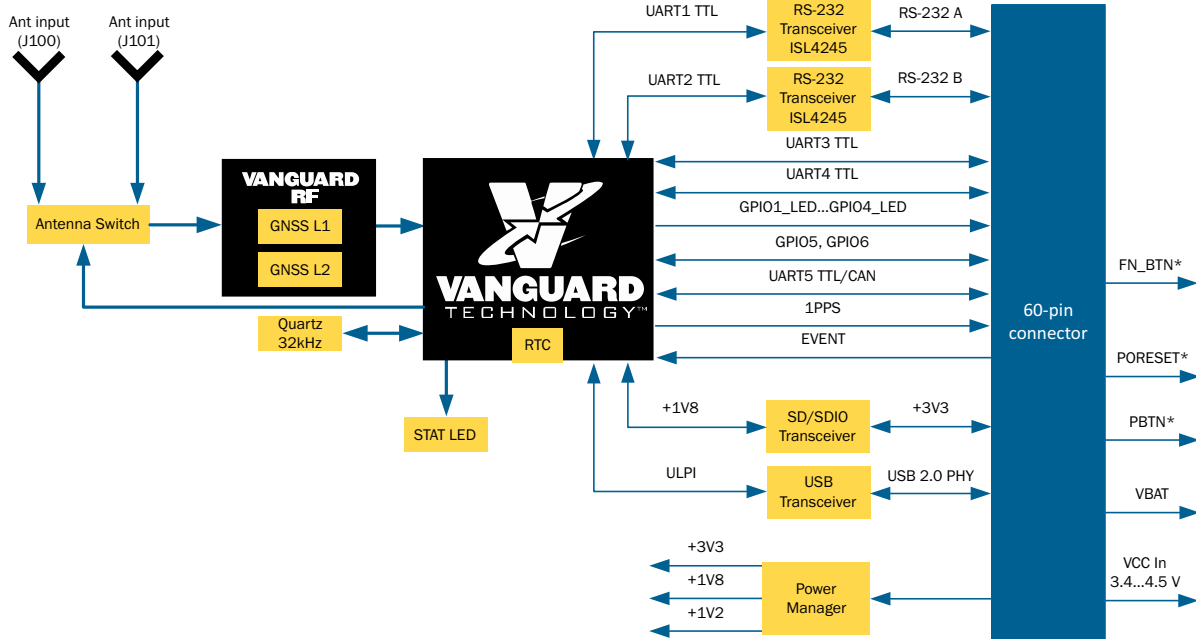 Ant input
(J100)
Ant input
(J101)
Antenna Switch
VANGUARD
RF
GNSS L1
GNSS L2
VANGUARD
TECHNOLOGY™
RTC
Quartz
32kHz
STAT LED
UART1 TTL
RS-232
Transceiver
ISL4245
RS-232 A
UART2 TTL
RS-232
Transceiver
ISL4245
RS-232 B
UART3 TTL
UART4 TTL
GPIO1_LED...GPIO4_LED
GPIO5, GPIO6
UART5 TTL/CAN
1PPS
EVENT
+1V8
SD/SDIO
Transceiver
+3V3
ULPI
USB
Transceiver
USB 2.0 PHY
+3V3
+1V8
+1V2
Power
Manager
60-pin
connector
FN_BTN*
PORESET*
PBTN*
VBAT
VCC In
3.4...4.5 V